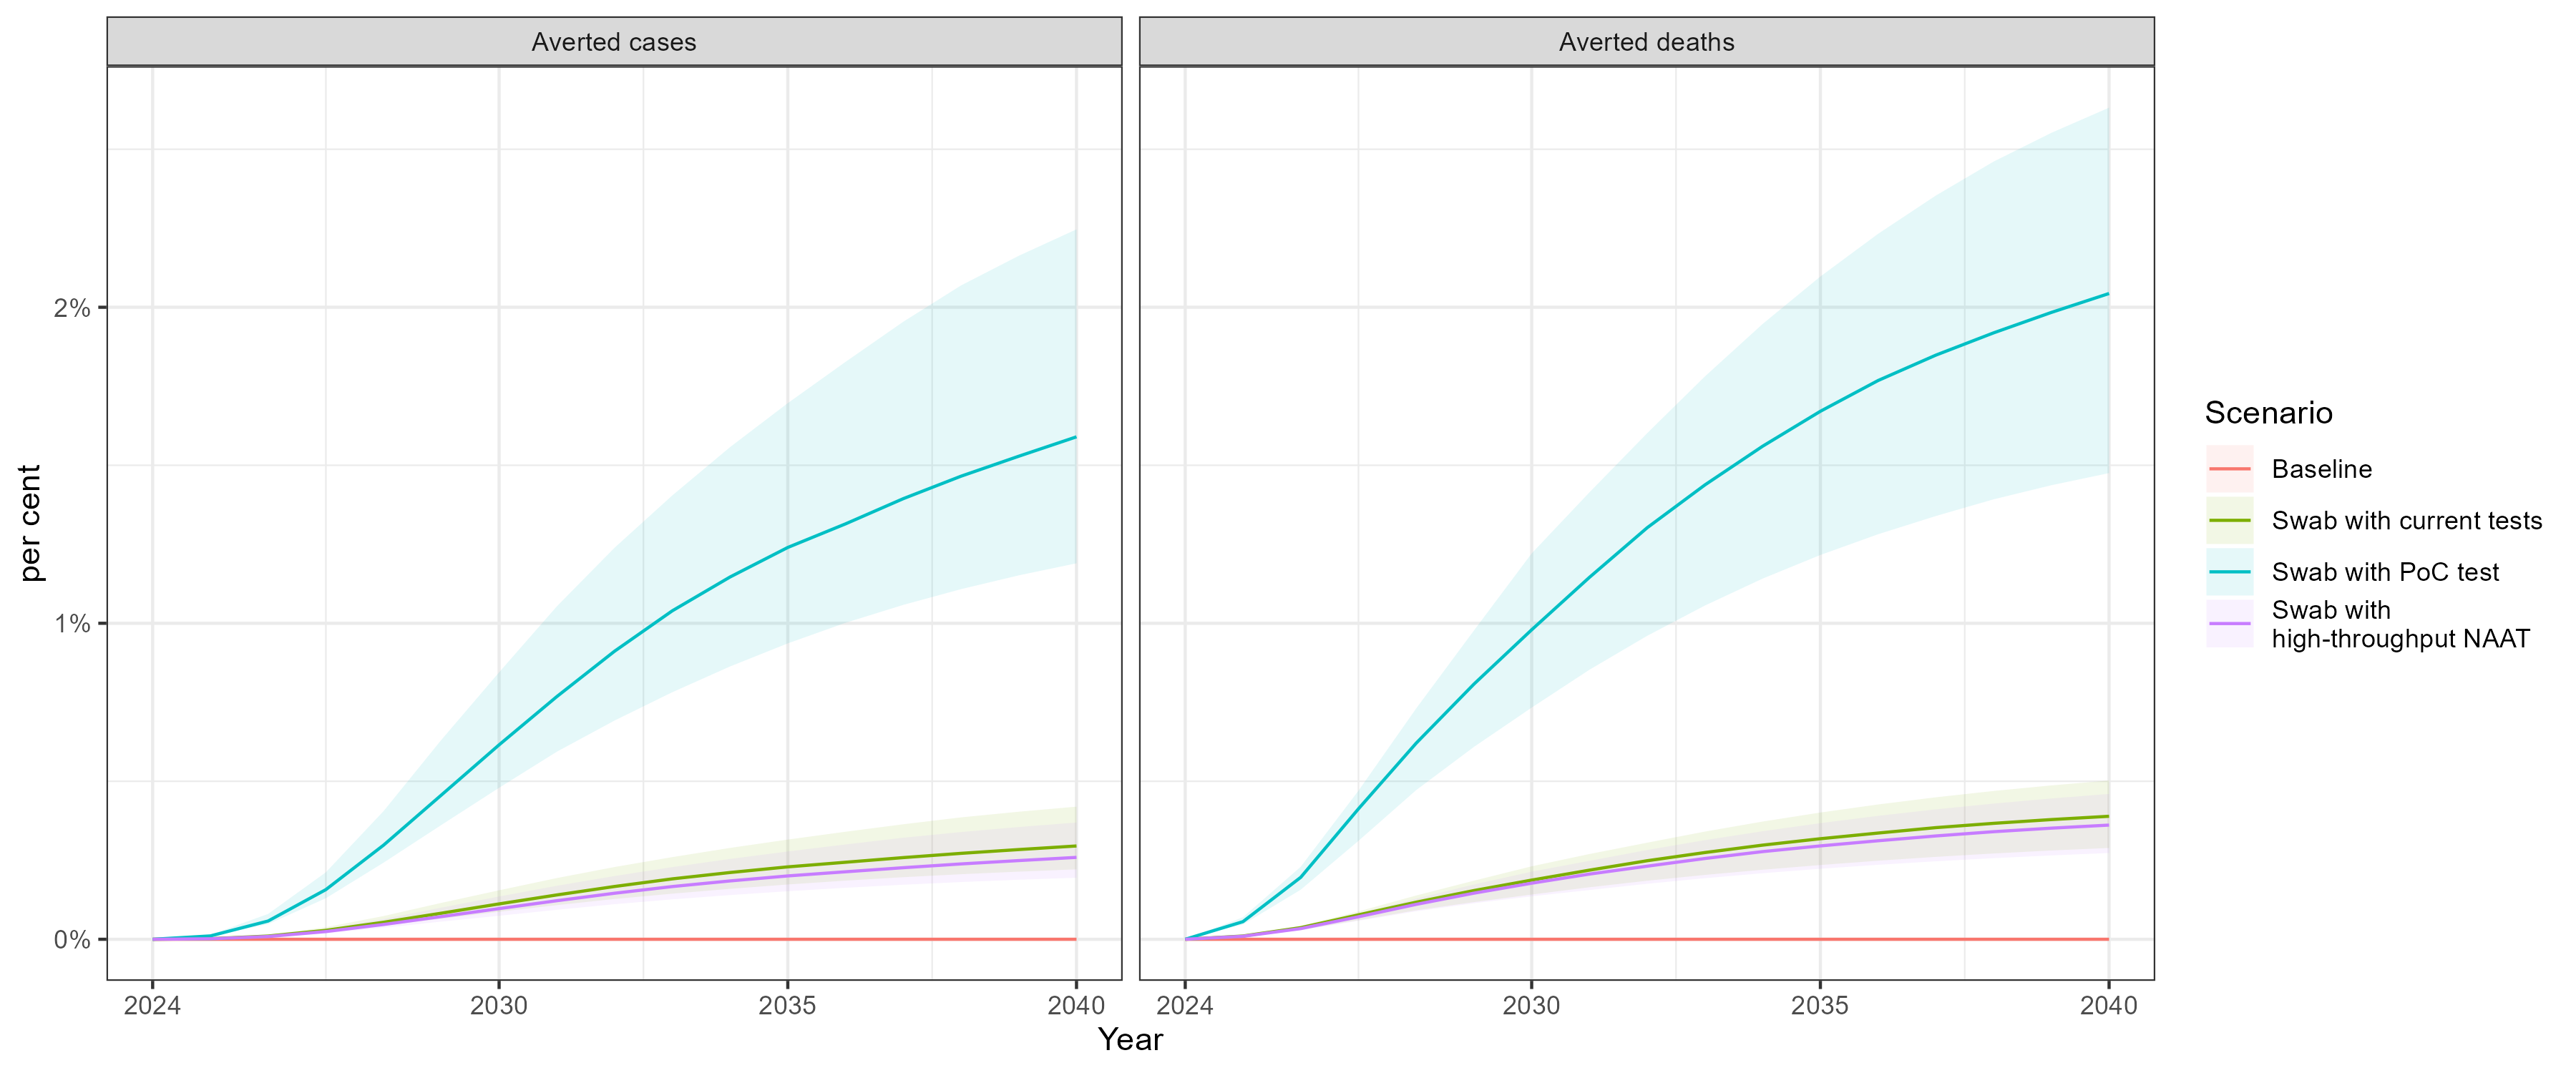 Averted cases
Averted deaths
per cent
2%
1%
0%
2024
2030
2035
2040
2024
2030
2035
2040
Year
Scenario
Baseline
Swab with current tests
Swab with PoC test
Swab with
high-throughput NAAT